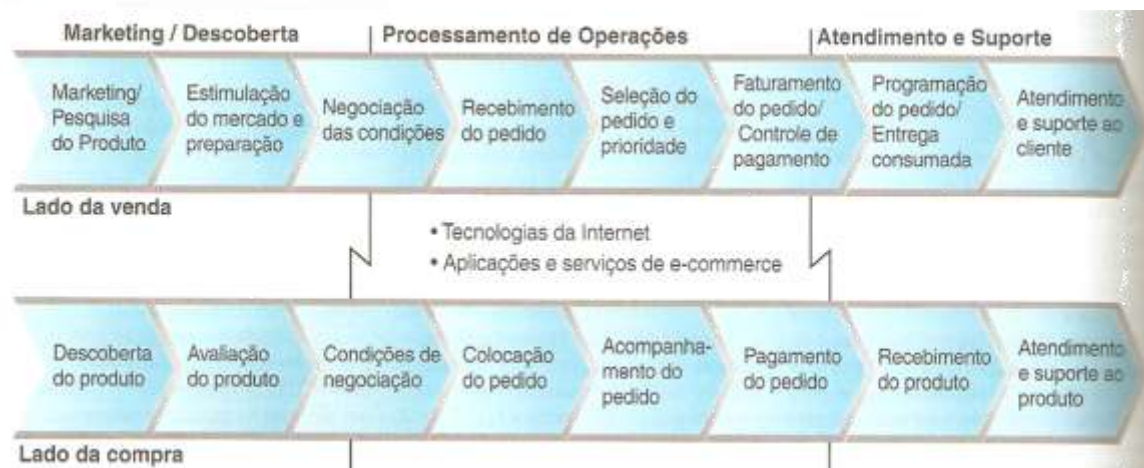 Marketing / Descoberta
Processamento de Operações
Atendimento e Suporte
Marketing/
Pesquisa
do Produto
Estimulação
do mercado e
preparação
Negociação
das condições
Recebimento
do pedido
Seleção do
pedido e
prioridade
Faturamento
do pedido/
Controle de
pagamento
Programação
do pedido/
Entrega
consumada
Atendimento
e suporte ao
cliente
Lado da venda
• Tecnologias da Internet
• Aplicações e serviços de e-commerce
Descoberta
do produto
Avaliação
do produto
Condições de
negociação
Colocação
do pedido
Acompanha-
mento do
pedido
Pagamento
do pedido
Recebimento
do produto
Atendimento
e suporte ao
produto
Lado da compra